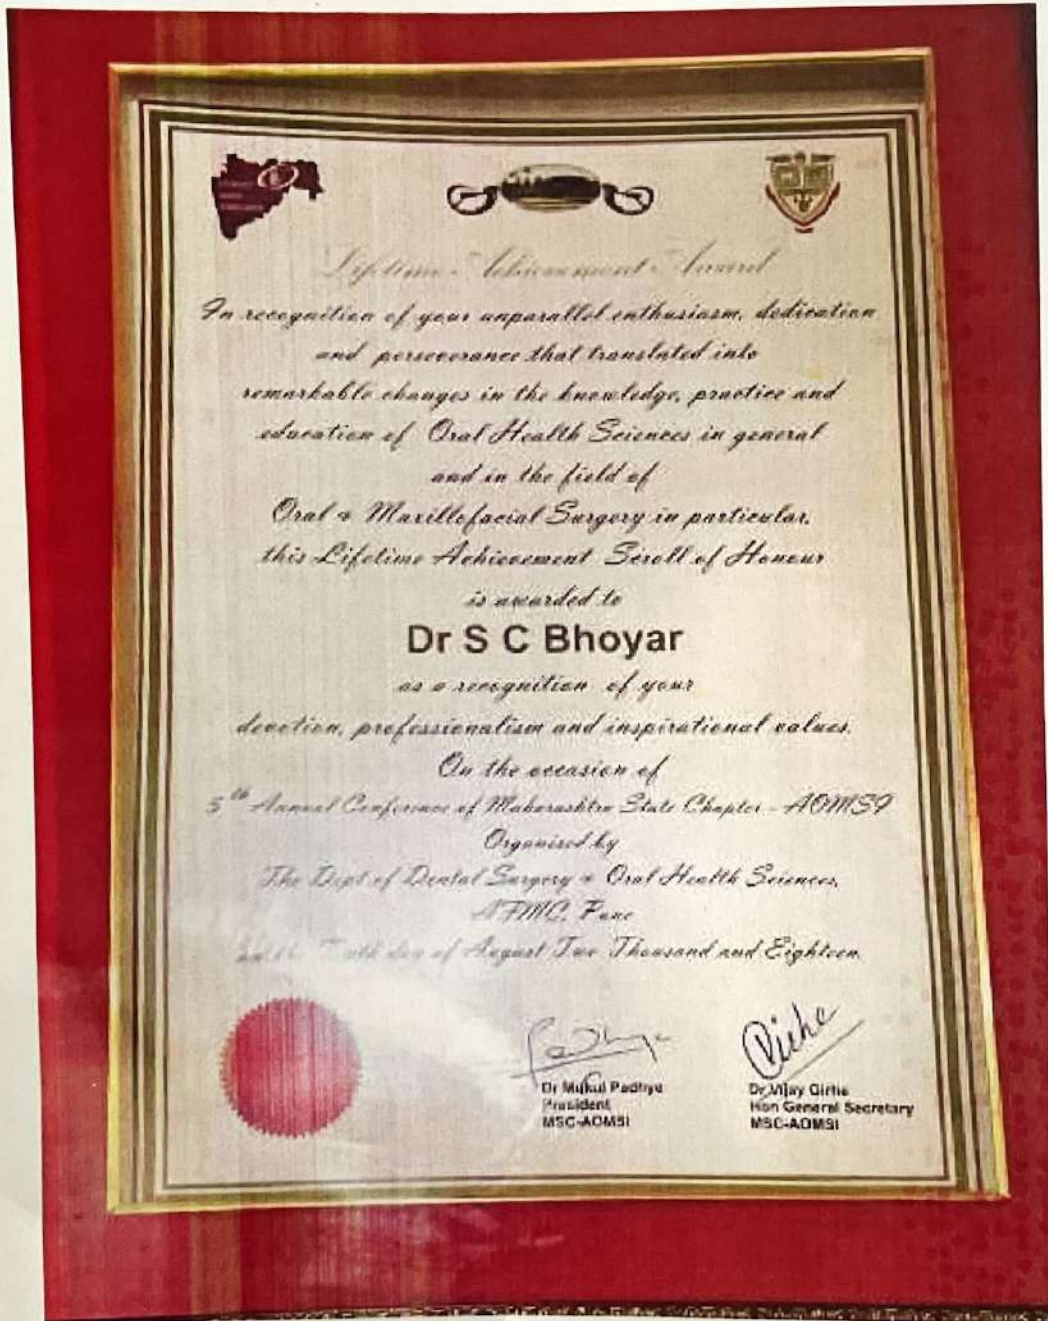 Lifetime Achievement Award
In recognition of your unparallel enthusiasm, dedication
and perseverance that translated into
remarkable changes in the knowledge, practice and
education of Oral Health Sciences in general
and in the field of
Oral & Maxillofacial Surgery in particular,
this Lifetime Achievement Scroll of Honour
is awarded to
Dr S C Bhoyar
as a recognition of your
devotion, professionalism and inspirational values.
On the occasion of
5th Annual Conference of Maharashtra State Chapter - AOMSI
Organised by
The Dept of Dental Surgery & Oral Health Sciences,
AFMC, Pune
day of August Two Thousand and Eighteen.
Dr Mukul Padhye
President
MSC-AOMSI
Dr Vijay Girhe
Hon General Secretary
MSC-AOMSI